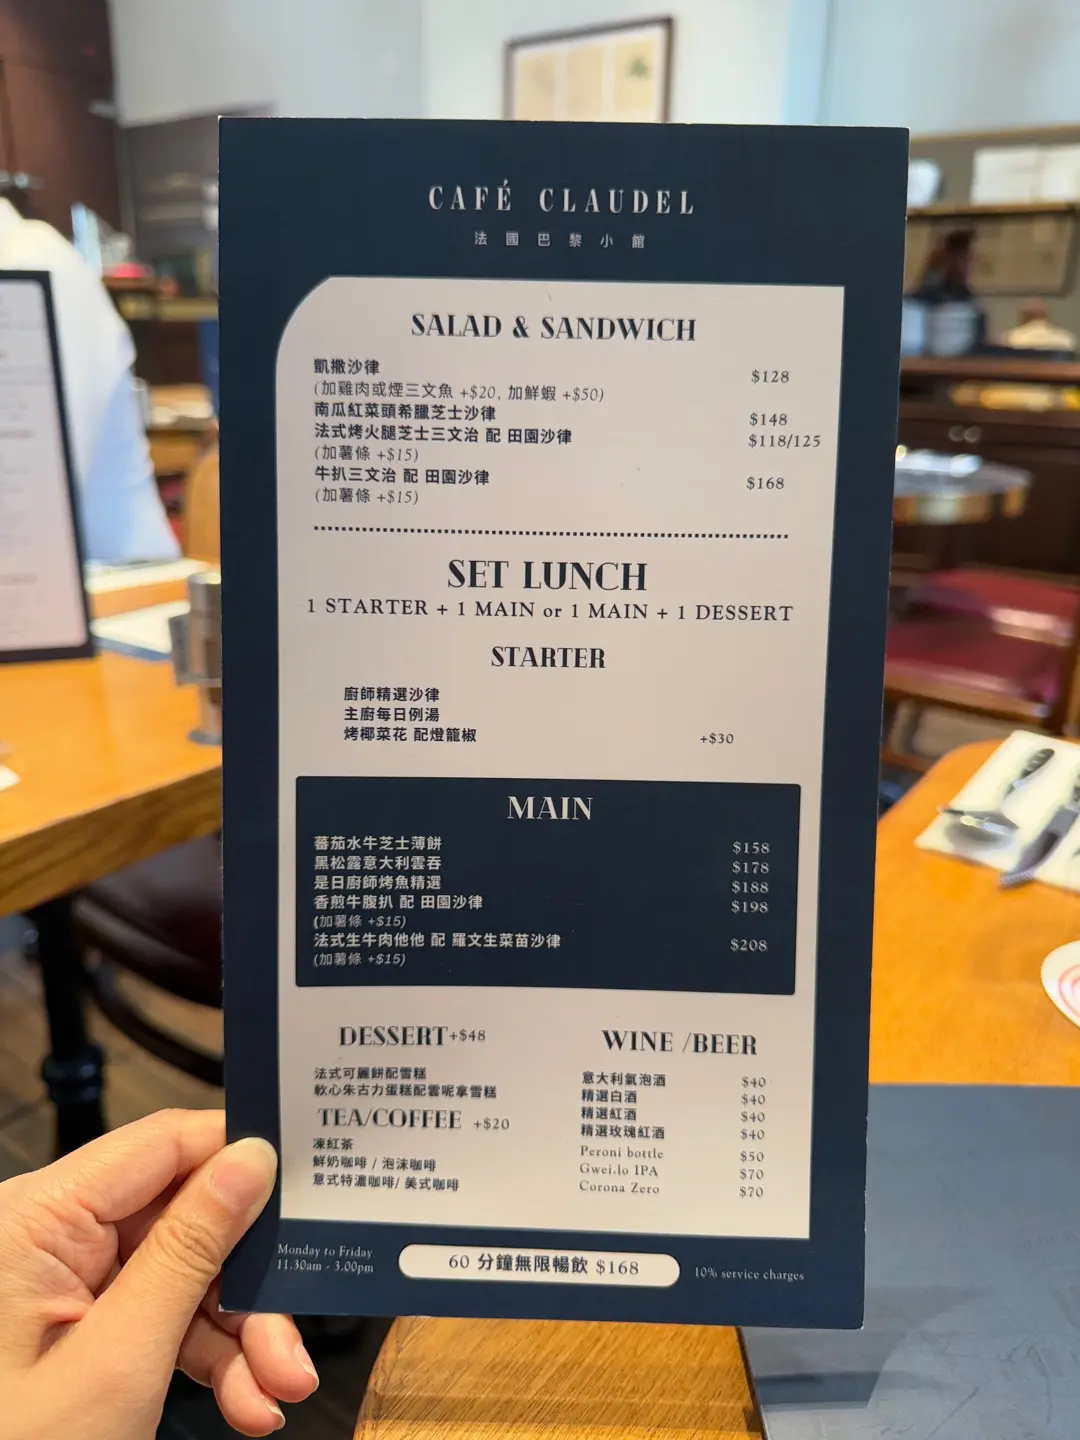 CAFÉ CLAUDEL
法國巴黎小館
SALAD & SANDWICH
凱撒沙律 $128
(加雞肉或煙三文魚 +$20, 加鮮蝦 +$50)
南瓜紅菜頭希臘芝士沙律 $148
法式烤火腿芝士三文治 配 田園沙律 $118/125
(加薯條 +$15)
牛扒三文治 配 田園沙律 $168
(加薯條 +$15)
SET LUNCH
1 STARTER + 1 MAIN or 1 MAIN + 1 DESSERT
STARTER
廚師精選沙律
主廚每日例湯
烤椰菜花 配燈籠椒 +$30
MAIN
蕃茄水牛芝士薄餅 $158
黑松露意大利雲吞 $178
是日廚師烤魚精選 $188
香煎牛腹扒 配 田園沙律 $198
(加薯條 +$15)
法式生牛肉他他 配 羅文生菜苗沙律 $208
(加薯條 +$15)
DESSERT +$48
法式可麗餅配雪糕
軟心朱古力蛋糕配雲呢拿雪糕
TEA/COFFEE +$20
凍紅茶
鮮奶咖啡 / 泡沫咖啡
意式特濃咖啡/ 美式咖啡
WINE /BEER
意大利氣泡酒 $40
精選白酒 $40
精選紅酒 $40
精選玫瑰紅酒 $40
Peroni bottle $50
Gwei.lo IPA $70
Corona Zero $70
Monday to Friday
11.30am - 3.00pm
60 分鐘無限暢飲 $168
10% service charges